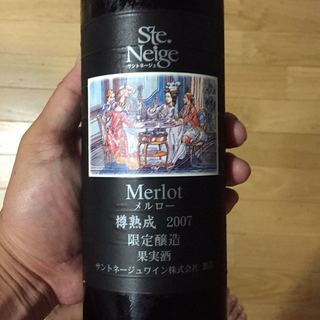 Ste.
Neige
サントネージュ
Merlot
メルロー
樽熟成 2007
限定醸造
果実酒
サントネージュワイン株式会社 製造